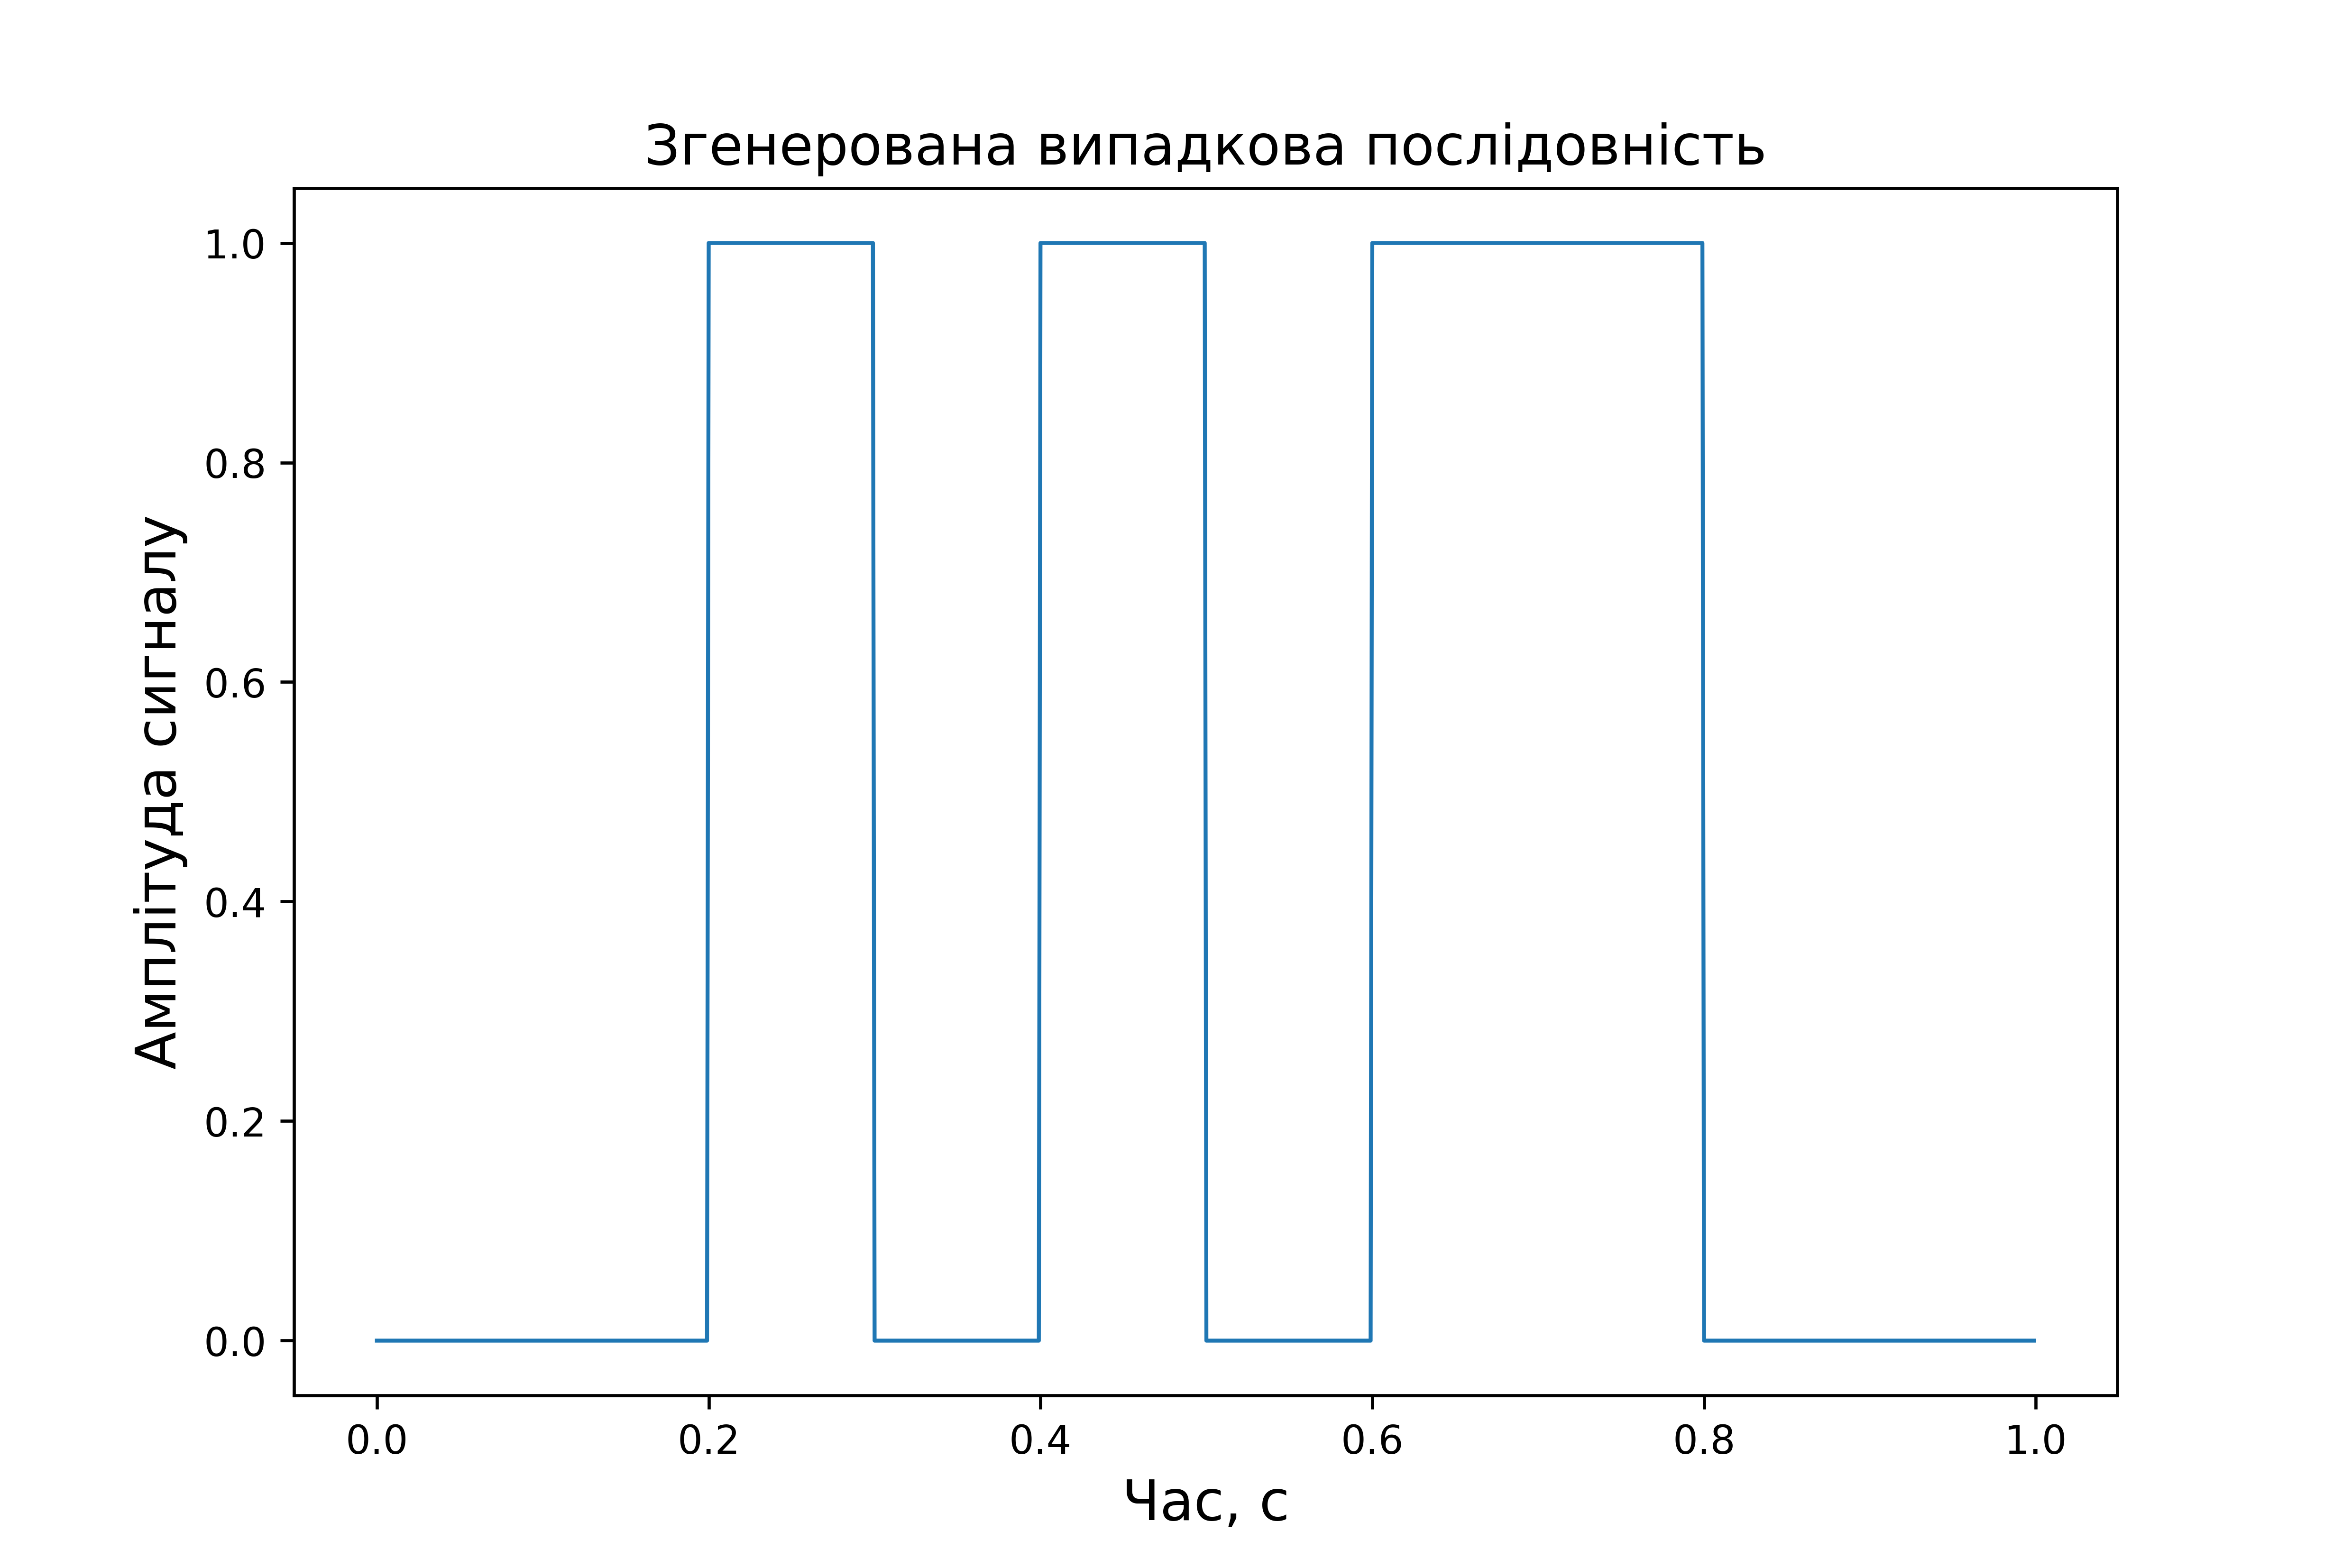 Згенерована випадкова послідовність
Амплітуда сигналу
1.0
0.8
0.6
0.4
0.2
0.0
0.0 0.2 0.4 0.6 0.8 1.0
Час, с